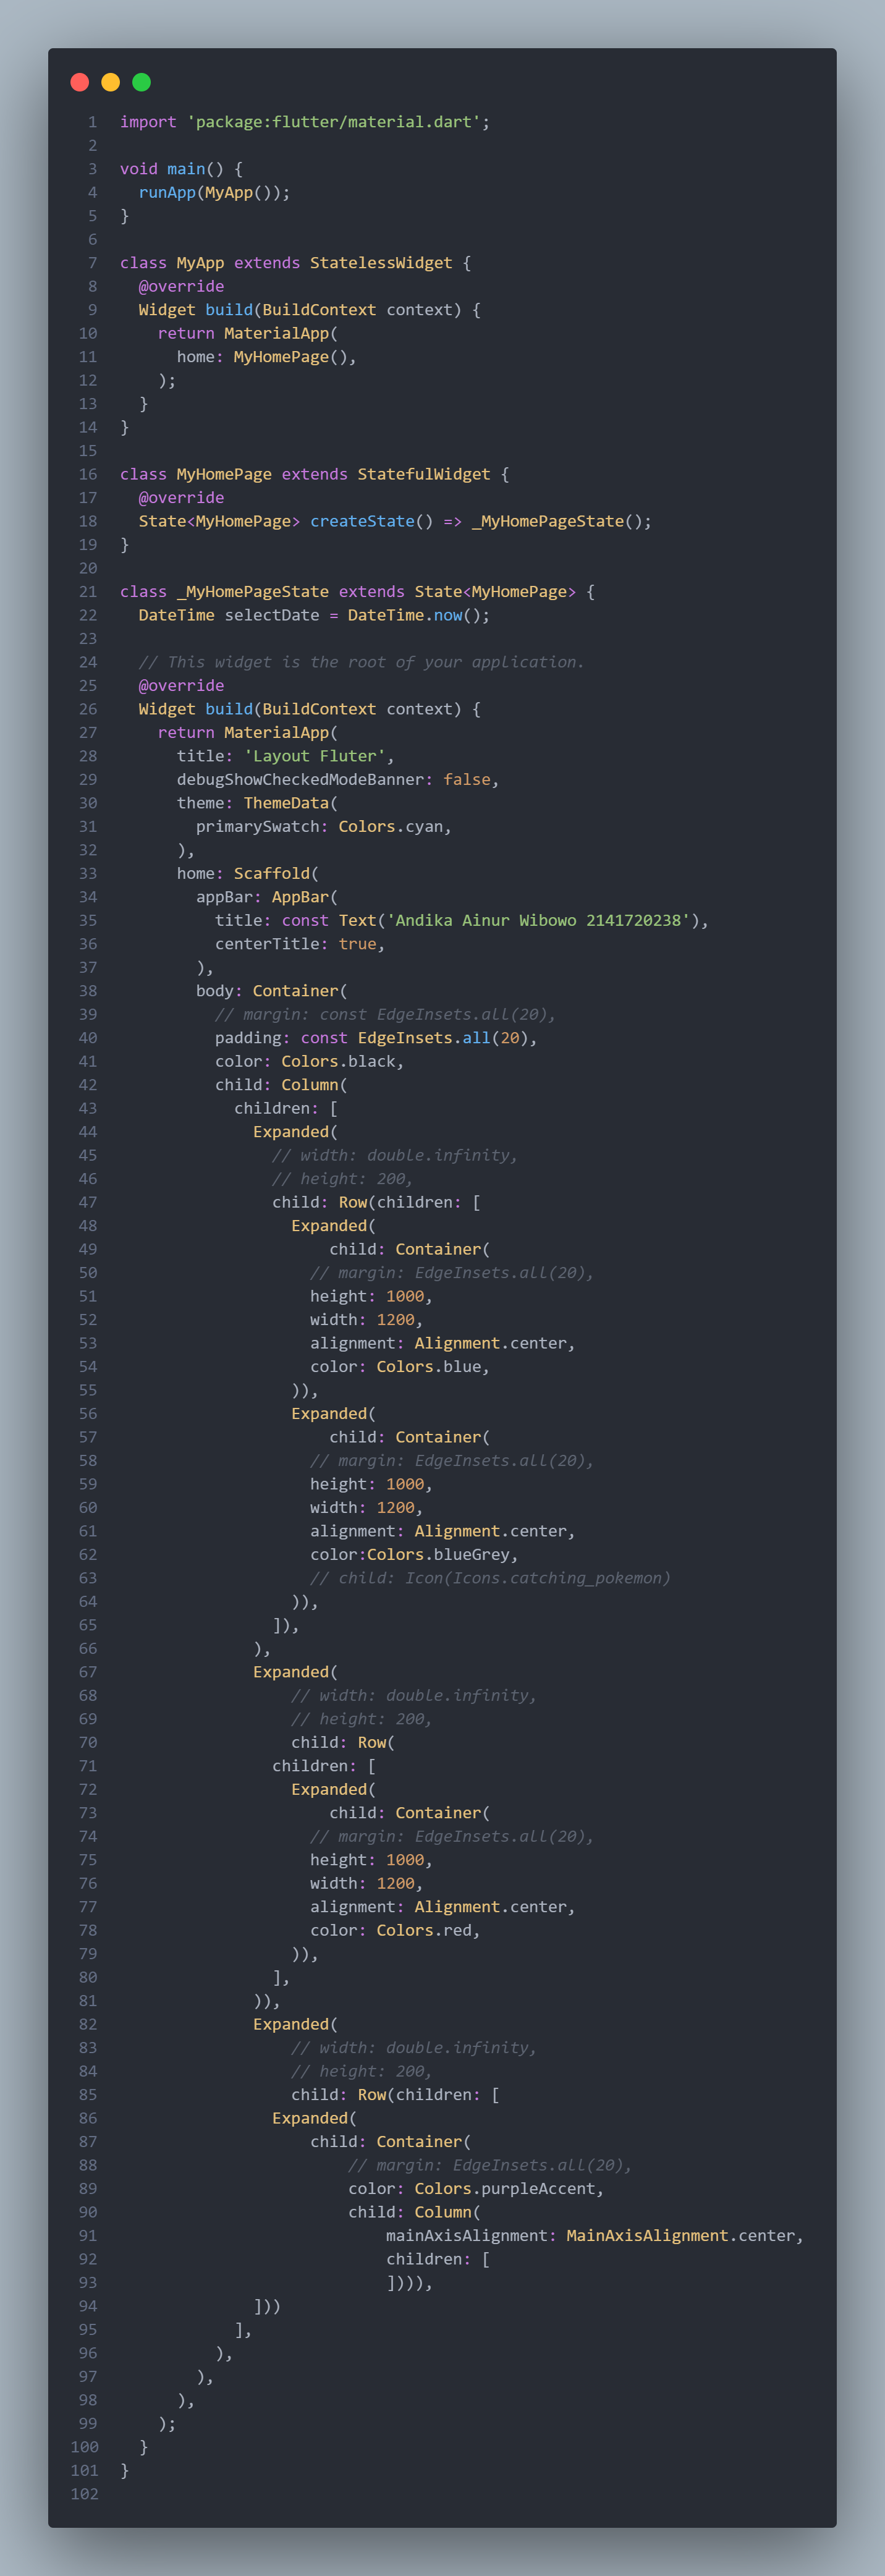 1 import 'package:flutter/material.dart';
2
3 void main() {
4   runApp(MyApp());
5 }
6
7 class MyApp extends StatelessWidget {
8   @override
9   Widget build(BuildContext context) {
10     return MaterialApp(
11       home: MyHomePage(),
12     );
13   }
14 }
15
16 class MyHomePage extends StatefulWidget {
17   @override
18   State<MyHomePage> createState() => _MyHomePageState();
19 }
20
21 class _MyHomePageState extends State<MyHomePage> {
22   DateTime selectDate = DateTime.now();
23
24   // This widget is the root of your application.
25   @override
26   Widget build(BuildContext context) {
27     return MaterialApp(
28       title: 'Layout Fluter',
29       debugShowCheckedModeBanner: false,
30       theme: ThemeData(
31         primarySwatch: Colors.cyan,
32       ),
33       home: Scaffold(
34         appBar: AppBar(
35           title: const Text('Andika Ainur Wibowo 2141720238'),
36           centerTitle: true,
37         ),
38         body: Container(
39           // margin: const EdgeInsets.all(20),
40           padding: const EdgeInsets.all(20),
41           color: Colors.black,
42           child: Column(
43             children: [
44               Expanded(
45                 // width: double.infinity,
46                 // height: 200,
47                 child: Row(children: [
48                   Expanded(
49                       child: Container(
50                     // margin: EdgeInsets.all(20),
51                     height: 1000,
52                     width: 1200,
53                     alignment: Alignment.center,
54                     color: Colors.blue,
55                   )),
56                   Expanded(
57                       child: Container(
58                     // margin: EdgeInsets.all(20),
59                     height: 1000,
60                     width: 1200,
61                     alignment: Alignment.center,
62                     color:Colors.blueGrey,
63                     // child: Icon(Icons.catching_pokemon)
64                   )),
65                 ]),
66               ),
67               Expanded(
68                   // width: double.infinity,
69                   // height: 200,
70                   child: Row(
71                 children: [
72                   Expanded(
73                       child: Container(
74                     // margin: EdgeInsets.all(20),
75                     height: 1000,
76                     width: 1200,
77                     alignment: Alignment.center,
78                     color: Colors.red,
79                   )),
80                 ],
81               )),
82               Expanded(
83                   // width: double.infinity,
84                   // height: 200,
85                   child: Row(children: [
86                 Expanded(
87                     child: Container(
88                         // margin: EdgeInsets.all(20),
89                         color: Colors.purpleAccent,
90                         child: Column(
91                             mainAxisAlignment: MainAxisAlignment.center,
92                             children: [
93                             ]))),
94               ]))
95             ],
96           ),
97         ),
98       ),
99     );
100   }
101 }
102